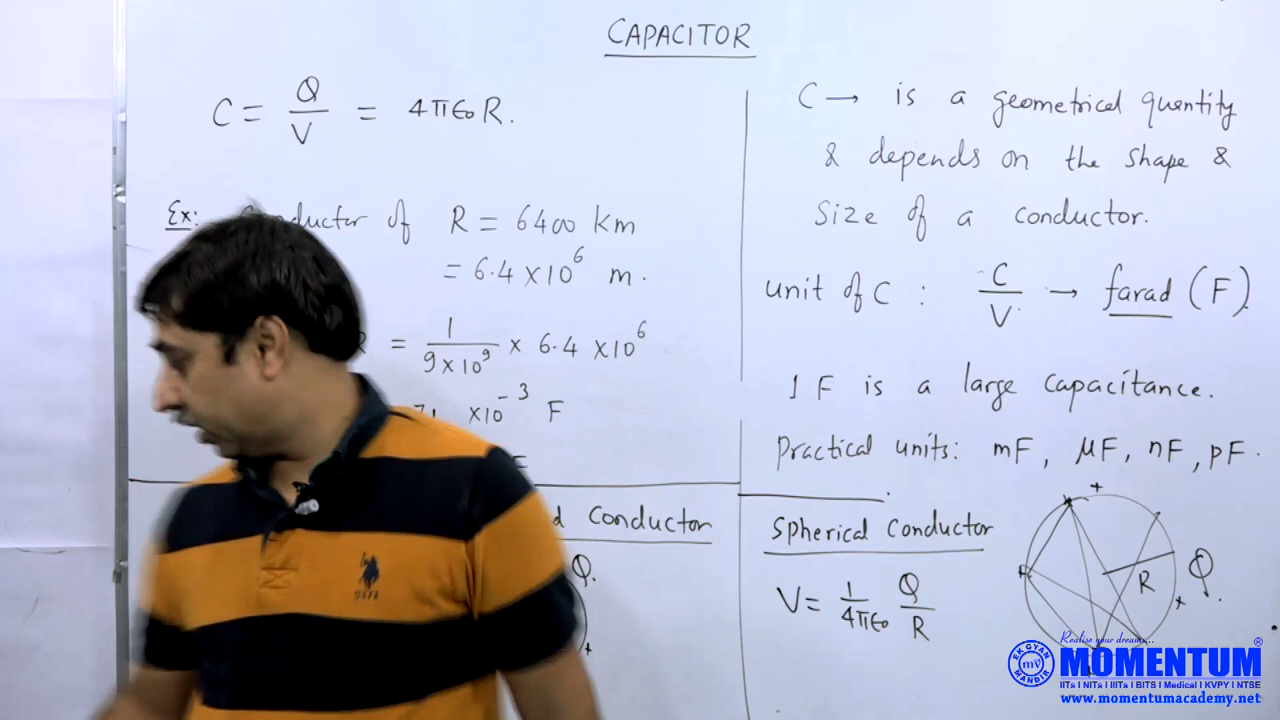 CAPACITOR
C = Q/V = 4πε₀R.
Ex: Conductor of R = 6400 km
= 6.4 × 10⁶ m.
= 1/(9×10⁹) × 6.4 × 10⁶
×10⁻³ F
Conductor
Q.
C → is a geometrical quantity
& depends on the shape &
Size of a conductor.
unit of C : C/V → farad (F).
1 F is a large capacitance.
Practical units: mF, μF, nF, pF.
Spherical Conductor
V = 1/4πε₀ Q/R
R
Q.
Realise your dreams...
EK GYAN MANDIR
MOMENTUM
IITs I NITs I IIITs I BITS I Medical I KVPY I NTSE
www.momentumacademy.net